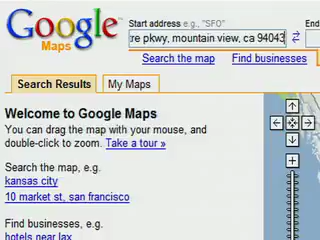 Google
Maps
Start address e.g., "SFO"
End
re pkwy, mountain view, ca 94043
Search the map
Find businesses
Search Results
My Maps
Welcome to Google Maps
You can drag the map with your mouse, and
double-click to zoom. Take a tour »
Search the map, e.g.
kansas city
10 market st, san francisco
Find businesses, e.g.
hotels near lax